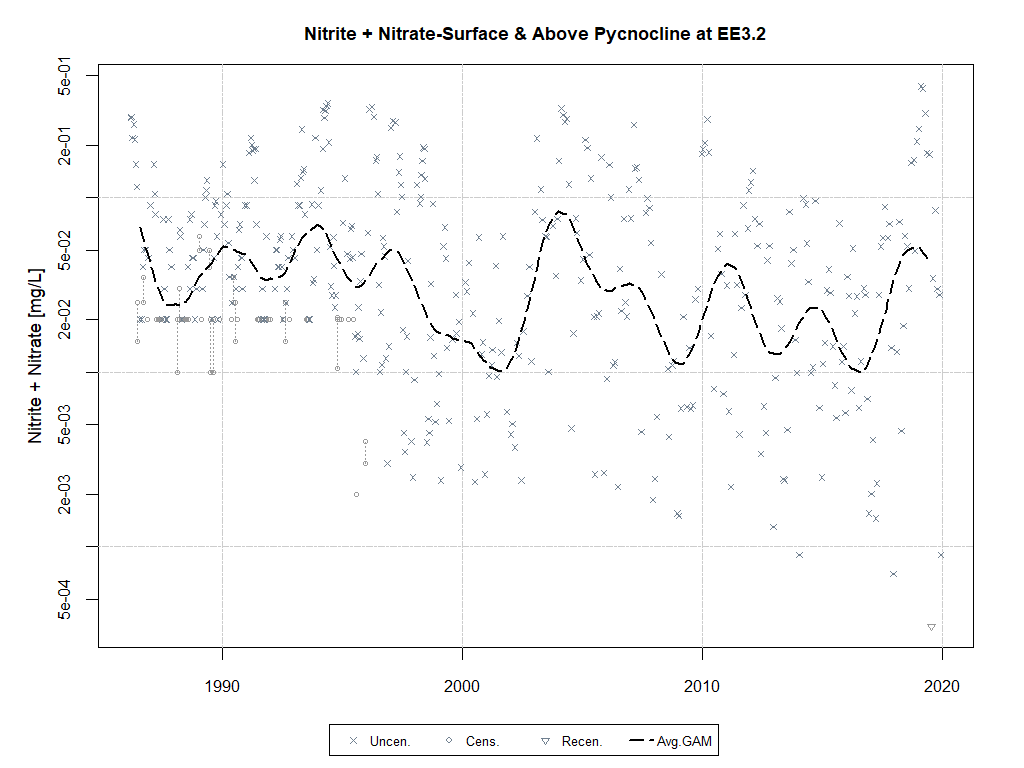 Nitrite + Nitrate-Surface & Above Pycnocline at EE3.2
Nitrite + Nitrate [mg/L]
5e-01
2e-01
5e-02
2e-02
5e-03
2e-03
5e-04
1990 2000 2010 2020
Uncen. Cens. Recen. Avg.GAM